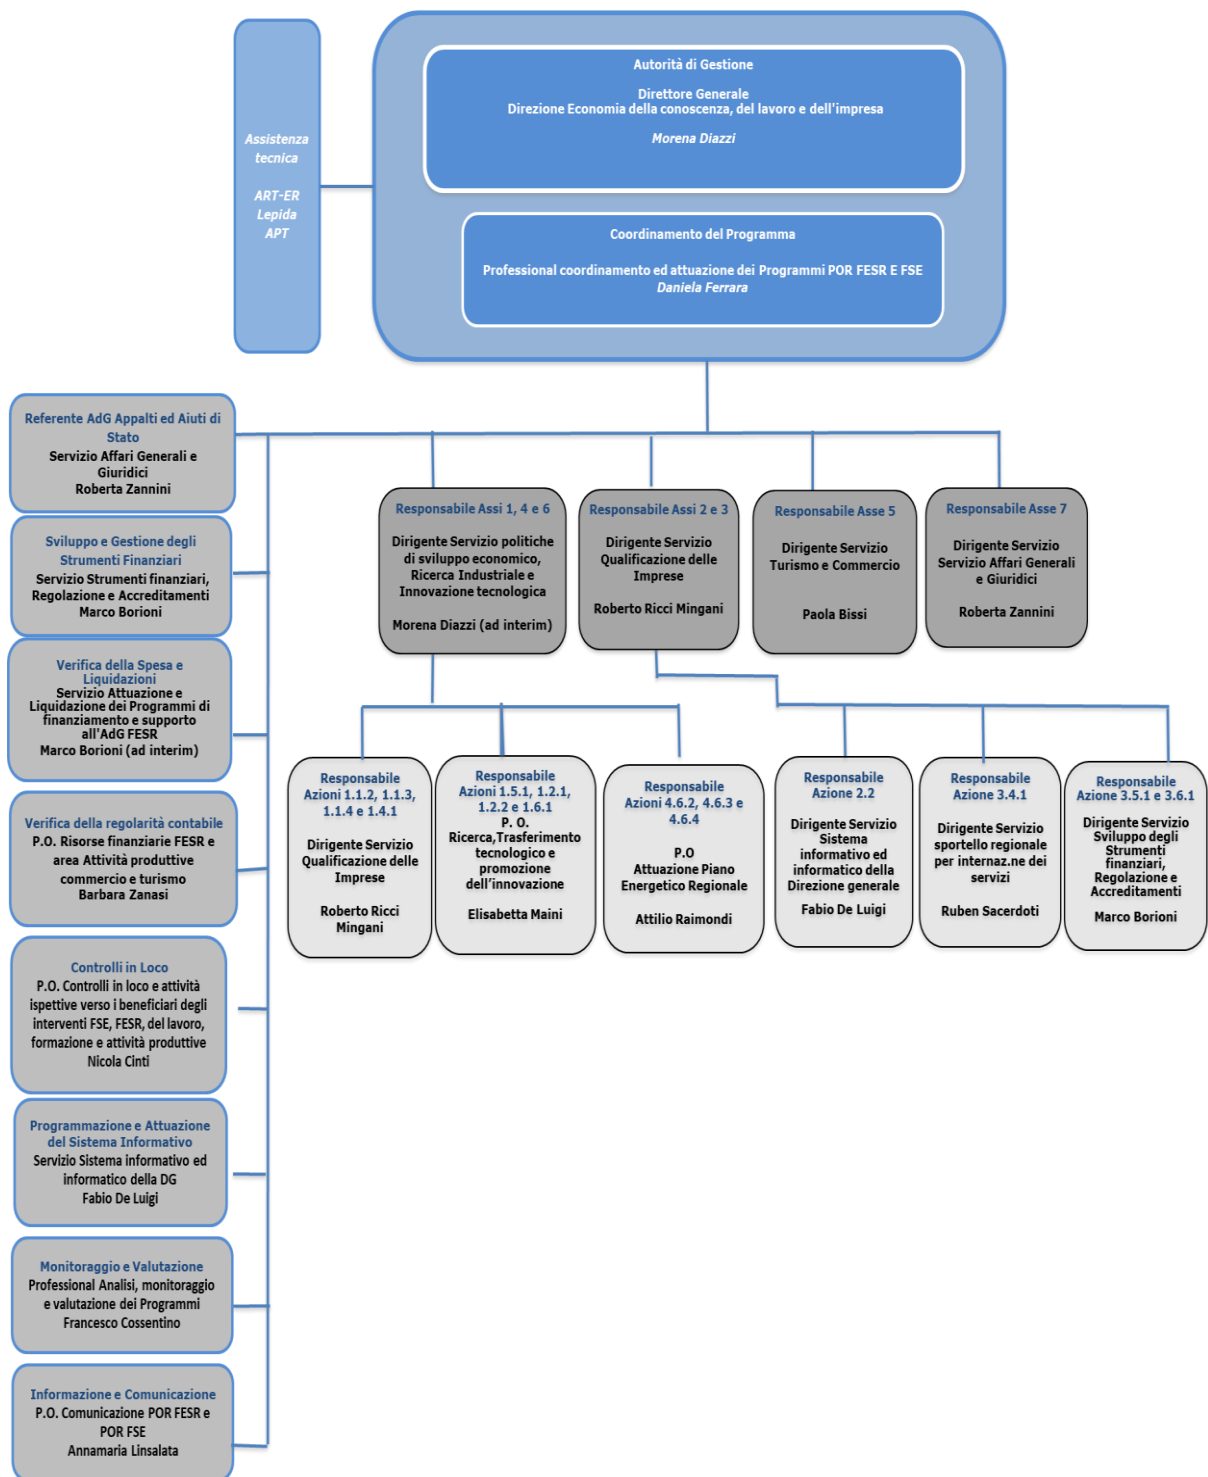 Autorità di Gestione
Direttore Generale
Direzione Economia della conoscenza, del lavoro e dell'impresa
Morena Diazzi
Assistenza
tecnica
ART-ER
Lepida
APT
Coordinamento del Programma
Professional coordinamento ed attuazione dei Programmi POR FESR E FSE
Daniela Ferrara
Referente AdG Appalti ed Aiuti di
Stato
Servizio Affari Generali e
Giuridici
Roberta Zannini
Sviluppo e Gestione degli
Strumenti Finanziari
Servizio Strumenti finanziari,
Regolazione e Accreditamenti
Marco Borioni
Verifica della Spesa e
Liquidazioni
Servizio Attuazione e
Liquidazione dei Programmi di
finanziamento e supporto
all'AdG FESR
Marco Borioni (ad interim)
Verifica della regolarità contabile
P.O. Risorse finanziarie FESR e
area Attività produttive
commercio e turismo
Barbara Zanasi
Controlli in Loco
P.O. Controlli in loco e attività
ispettive verso i beneficiari degli
interventi FSE, FESR, del lavoro,
formazione e attività produttive
Nicola Cinti
Programmazione e Attuazione
del Sistema Informativo
Servizio Sistema informativo ed
informatico della DG
Fabio De Luigi
Monitoraggio e Valutazione
Professional Analisi, monitoraggio
e valutazione dei Programmi
Francesco Cossentino
Informazione e Comunicazione
P.O. Comunicazione POR FESR e
POR FSE
Annamaria Linsalata
Responsabile Assi 1, 4 e 6
Dirigente Servizio politiche
di sviluppo economico,
Ricerca Industriale e
Innovazione tecnologica
Morena Diazzi (ad interim)
Responsabile Assi 2 e 3
Dirigente Servizio
Qualificazione delle
Imprese
Roberto Ricci Mingani
Responsabile Asse 5
Dirigente Servizio
Turismo e Commercio
Paola Bissi
Responsabile Asse 7
Dirigente Servizio
Servizio Affari Generali
e Giuridici
Roberta Zannini
Responsabile
Azioni 1.1.2, 1.1.3,
1.1.4 e 1.4.1
Dirigente Servizio
Qualificazione delle
Imprese
Roberto Ricci
Mingani
Responsabile
Azioni 1.5.1, 1.2.1,
1.2.2 e 1.6.1
P. O.
Ricerca,Trasferimento
tecnologico e
promozione
dell'innovazione
Elisabetta Maini
Responsabile
Azioni 4.6.2, 4.6.3 e
4.6.4
P.O
Attuazione Piano
Energetico Regionale
Attilio Raimondi
Responsabile
Azione 2.2
Dirigente Servizio
Sistema
informativo ed
informatico della
Direzione generale
Fabio De Luigi
Responsabile
Azione 3.4.1
Dirigente Servizio
sportello regionale
per internaz.ne dei
servizi
Ruben Sacerdoti
Responsabile
Azione 3.5.1 e 3.6.1
Dirigente Servizio
Sviluppo degli
Strumenti
finanziari,
Regolazione e
Accreditamenti
Marco Borioni